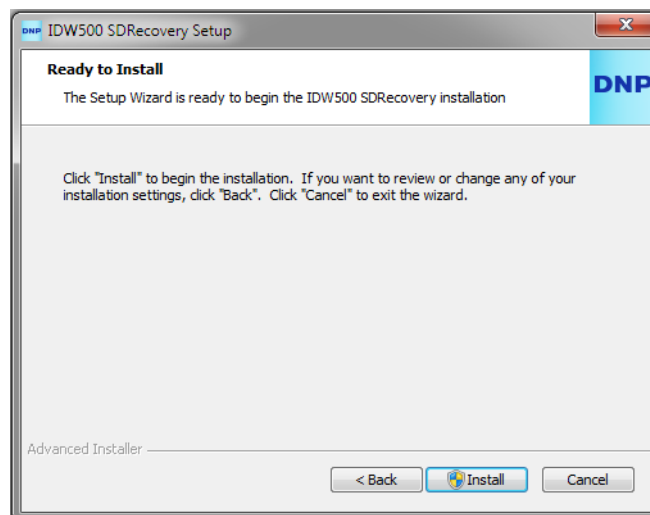 DNP IDW500 SDRecovery Setup
Ready to Install
The Setup Wizard is ready to begin the IDW500 SDRecovery installation
DNP
Click "Install" to begin the installation.  If you want to review or change any of your
installation settings, click "Back".  Click "Cancel" to exit the wizard.
Advanced Installer
< Back Install Cancel